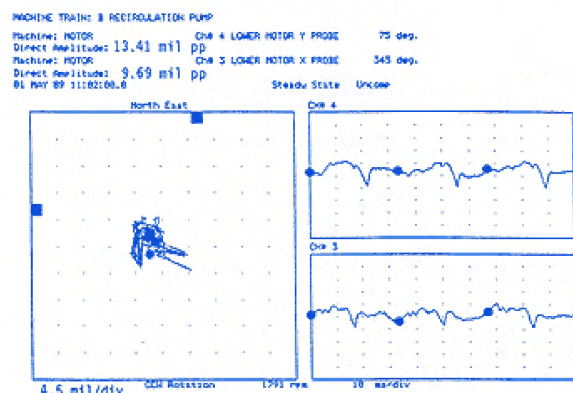 MACHINE TRAIN: B RECIRCULATION PUMP
Machine: MOTOR Ch# 4 LOWER MOTOR Y PROBE 75 deg.
Direct Amplitude: 13.41 mil pp
Machine: MOTOR Ch# 3 LOWER MOTOR X PROBE 345 deg.
Direct Amplitude: 9.69 mil pp
01 MAY 89 11:02:00.0 Steady State Uncomp
North East
CH# 4
CH# 3
4.5 mil/div CCW Rotation 1791 rpm 10 ms/div